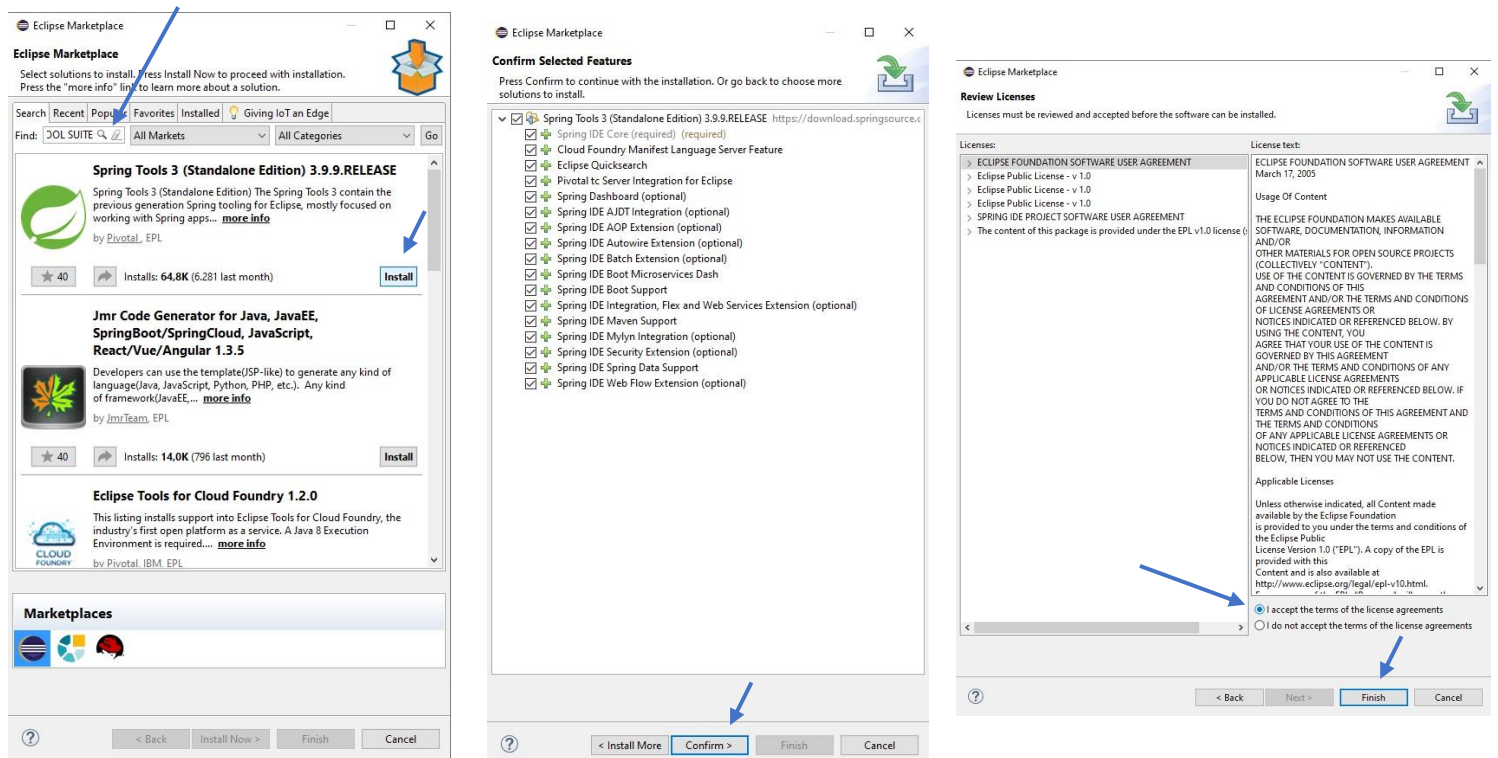 Eclipse Marketplace
Eclipse Marketplace
Select solutions to install. Press Install Now to proceed with installation.
Press the "more info" link to learn more about a solution.
Search Recent Popular Favorites Installed Giving IoT an Edge
Find: OOL SUITE All Markets All Categories Go
Spring Tools 3 (Standalone Edition) 3.9.9.RELEASE
Spring Tools 3 (Standalone Edition) The Spring Tools 3 contain the
previous generation Spring tooling for Eclipse, mostly focused on
working with Spring apps... more info
by Pivotal , EPL
40 Installs: 64,8K (6.281 last month) Install
Jmr Code Generator for Java, JavaEE,
SpringBoot/SpringCloud, JavaScript,
React/Vue/Angular 1.3.5
Developers can use the template(JSP-like) to generate any kind of
language(Java, JavaScript, Python, PHP, etc.). Any kind
of framework(JavaEE,... more info
by JmrTeam, EPL
40 Installs: 14,0K (796 last month) Install
Eclipse Tools for Cloud Foundry 1.2.0
This listing installs support into Eclipse Tools for Cloud Foundry, the
industry's first open platform as a service. A Java 8 Execution
Environment is required.... more info
CLOUD
FOUNDRY
by Pivotal, IBM, EPL
Marketplaces
< Back Install Now > Finish Cancel
Eclipse Marketplace
Confirm Selected Features
Press Confirm to continue with the installation. Or go back to choose more
solutions to install.
Spring Tools 3 (Standalone Edition) 3.9.9.RELEASE https://download.springsource.c
Spring IDE Core (required) (required)
Cloud Foundry Manifest Language Server Feature
Eclipse Quicksearch
Pivotal tc Server Integration for Eclipse
Spring Dashboard (optional)
Spring IDE AJDT Integration (optional)
Spring IDE AOP Extension (optional)
Spring IDE Autowire Extension (optional)
Spring IDE Batch Extension (optional)
Spring IDE Boot Microservices Dash
Spring IDE Boot Support
Spring IDE Integration, Flex and Web Services Extension (optional)
Spring IDE Maven Support
Spring IDE Mylyn Integration (optional)
Spring IDE Security Extension (optional)
Spring IDE Spring Data Support
Spring IDE Web Flow Extension (optional)
< Install More Confirm > Finish Cancel
Eclipse Marketplace
Review Licenses
Licenses must be reviewed and accepted before the software can be installed.
Licenses:
ECLIPSE FOUNDATION SOFTWARE USER AGREEMENT
Eclipse Public License - v 1.0
Eclipse Public License - v 1.0
Eclipse Public License - v 1.0
SPRING IDE PROJECT SOFTWARE USER AGREEMENT
The content of this package is provided under the EPL v1.0 license (
License text:
ECLIPSE FOUNDATION SOFTWARE USER AGREEMENT
March 17, 2005
Usage Of Content
THE ECLIPSE FOUNDATION MAKES AVAILABLE
SOFTWARE, DOCUMENTATION, INFORMATION
AND/OR
OTHER MATERIALS FOR OPEN SOURCE PROJECTS
(COLLECTIVELY "CONTENT").
USE OF THE CONTENT IS GOVERNED BY THE TERMS
AND CONDITIONS OF THIS
AGREEMENT AND/OR THE TERMS AND CONDITIONS
OF LICENSE AGREEMENTS OR
NOTICES INDICATED OR REFERENCED BELOW. BY
USING THE CONTENT, YOU
AGREE THAT YOUR USE OF THE CONTENT IS
GOVERNED BY THIS AGREEMENT
AND/OR THE TERMS AND CONDITIONS OF ANY
APPLICABLE LICENSE AGREEMENTS
OR NOTICES INDICATED OR REFERENCED BELOW. IF
YOU DO NOT AGREE TO THE
TERMS AND CONDITIONS OF THIS AGREEMENT AND
THE TERMS AND CONDITIONS
OF ANY APPLICABLE LICENSE AGREEMENTS OR
NOTICES INDICATED OR REFERENCED
BELOW, THEN YOU MAY NOT USE THE CONTENT.
Applicable Licenses
Unless otherwise indicated, all Content made
available by the Eclipse Foundation
is provided to you under the terms and conditions of
the Eclipse Public
License Version 1.0 ("EPL"). A copy of the EPL is
provided with this
Content and is also available at
http://www.eclipse.org/legal/epl-v10.html.
I accept the terms of the license agreements
I do not accept the terms of the license agreements
< Back Next > Finish Cancel